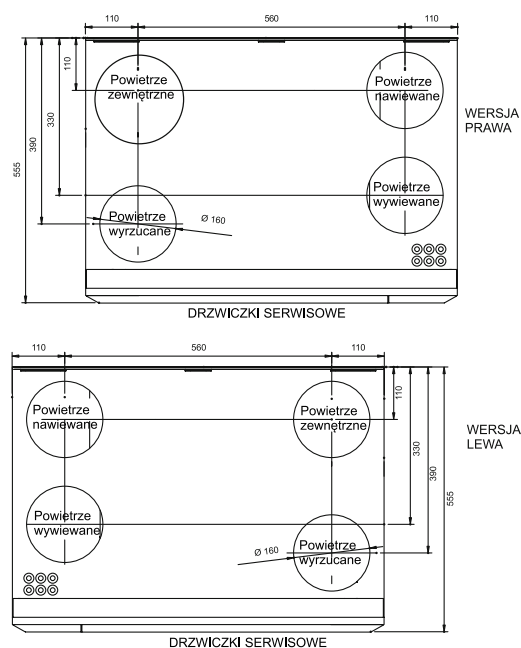 110
560
110
110
330
390
555
Powietrze
zewnętrzne
Powietrze
nawiewane
WERSJA
PRAWA
Powietrze
wywiewane
Powietrze
wyrzucane
Ø 160
DRZWICZKI SERWISOWE
110
560
110
Powietrze
nawiewane
Powietrze
zewnętrzne
110
330
390
555
WERSJA
LEWA
Powietrze
wywiewane
Ø 160
Powietrze
wyrzucane
DRZWICZKI SERWISOWE